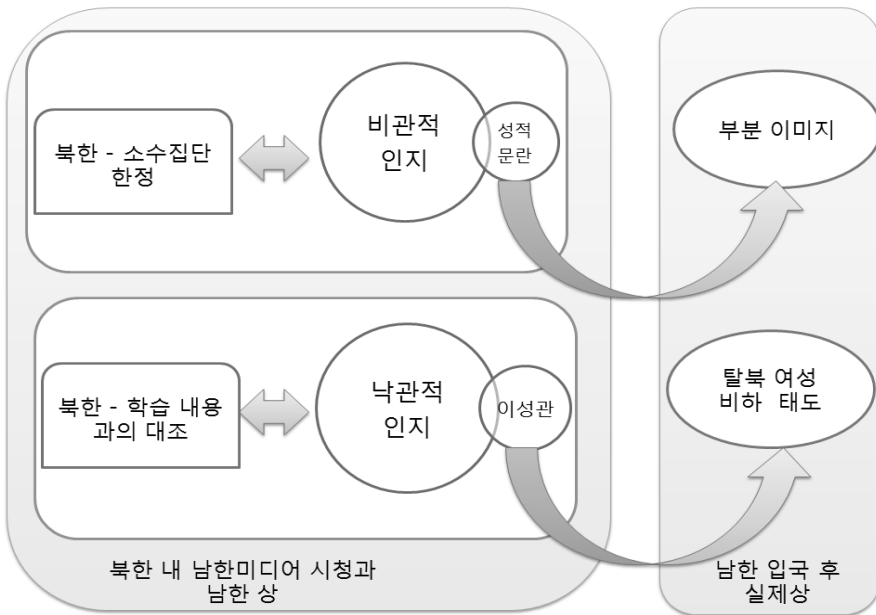 북한 - 소수집단
한정
비관적
인지
성적
문란
부분 이미지
북한 - 학습 내용
과의 대조
낙관적
인지
이성관
탈북 여성
비하 태도
북한 내 남한미디어 시청과
남한 상
남한 입국 후
실제상